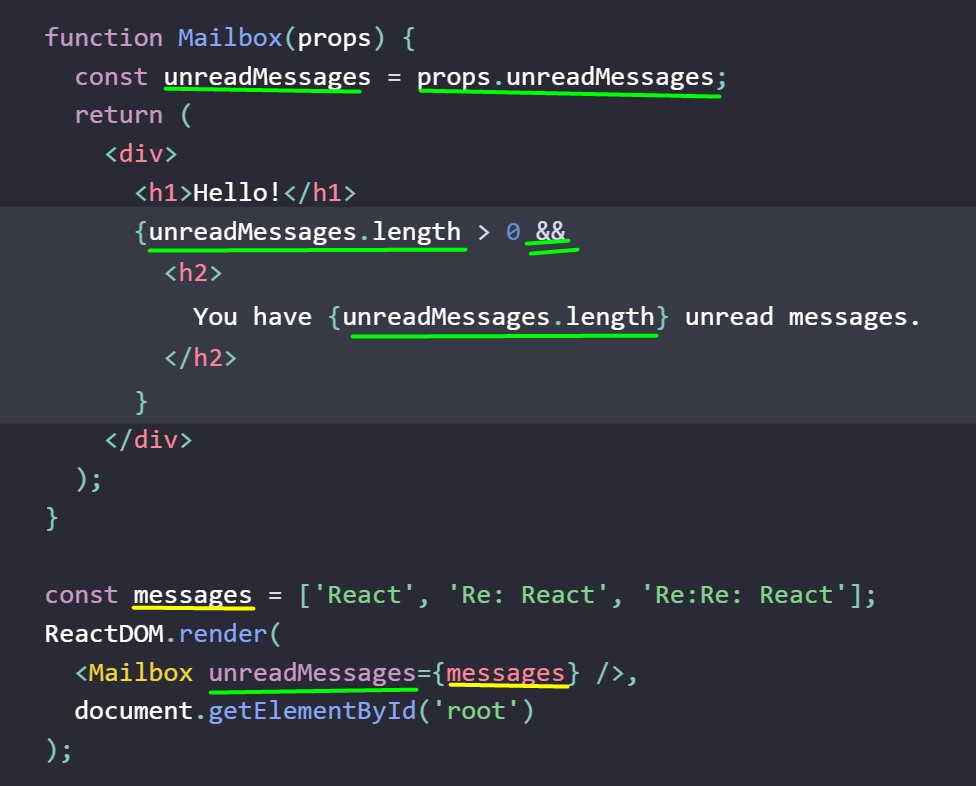 function Mailbox(props) {
const unreadMessages = props.unreadMessages;
return (
<div>
<h1>Hello!</h1>
{unreadMessages.length > 0 &&
<h2>
You have {unreadMessages.length} unread messages.
</h2>
}
</div>
);
}
const messages = ['React', 'Re: React', 'Re:Re: React'];
ReactDOM.render(
<Mailbox unreadMessages={messages} />,
document.getElementById('root')
);